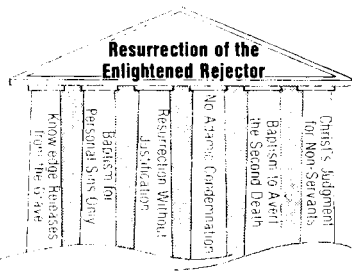 Resurrection of the
Enlightened Rejector
Knowledge Releases
from the Grave
Baptism for
Personal Sins Only
Resurrection Without
Justification
No Adamic Condemnation
Baptism to Avert
the Second Death
Christ's Judgment
for Non-Servants